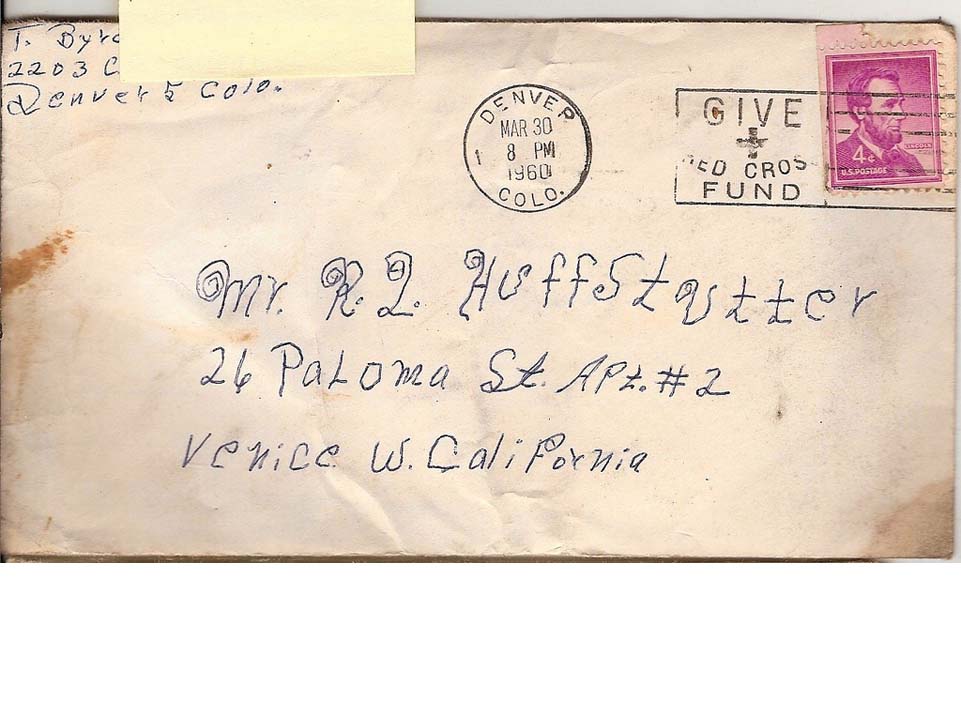 T.
2203
Denver 5 Colo.
DENVER
MAR 30
1 8 PM
1960
COLO.
GIVE
RED CROSS
FUND
LINCOLN
4¢
U.S. POSTAGE
Mr. R. L. Huffstutter
26 Paloma St. Apt. #2
Venice W. California